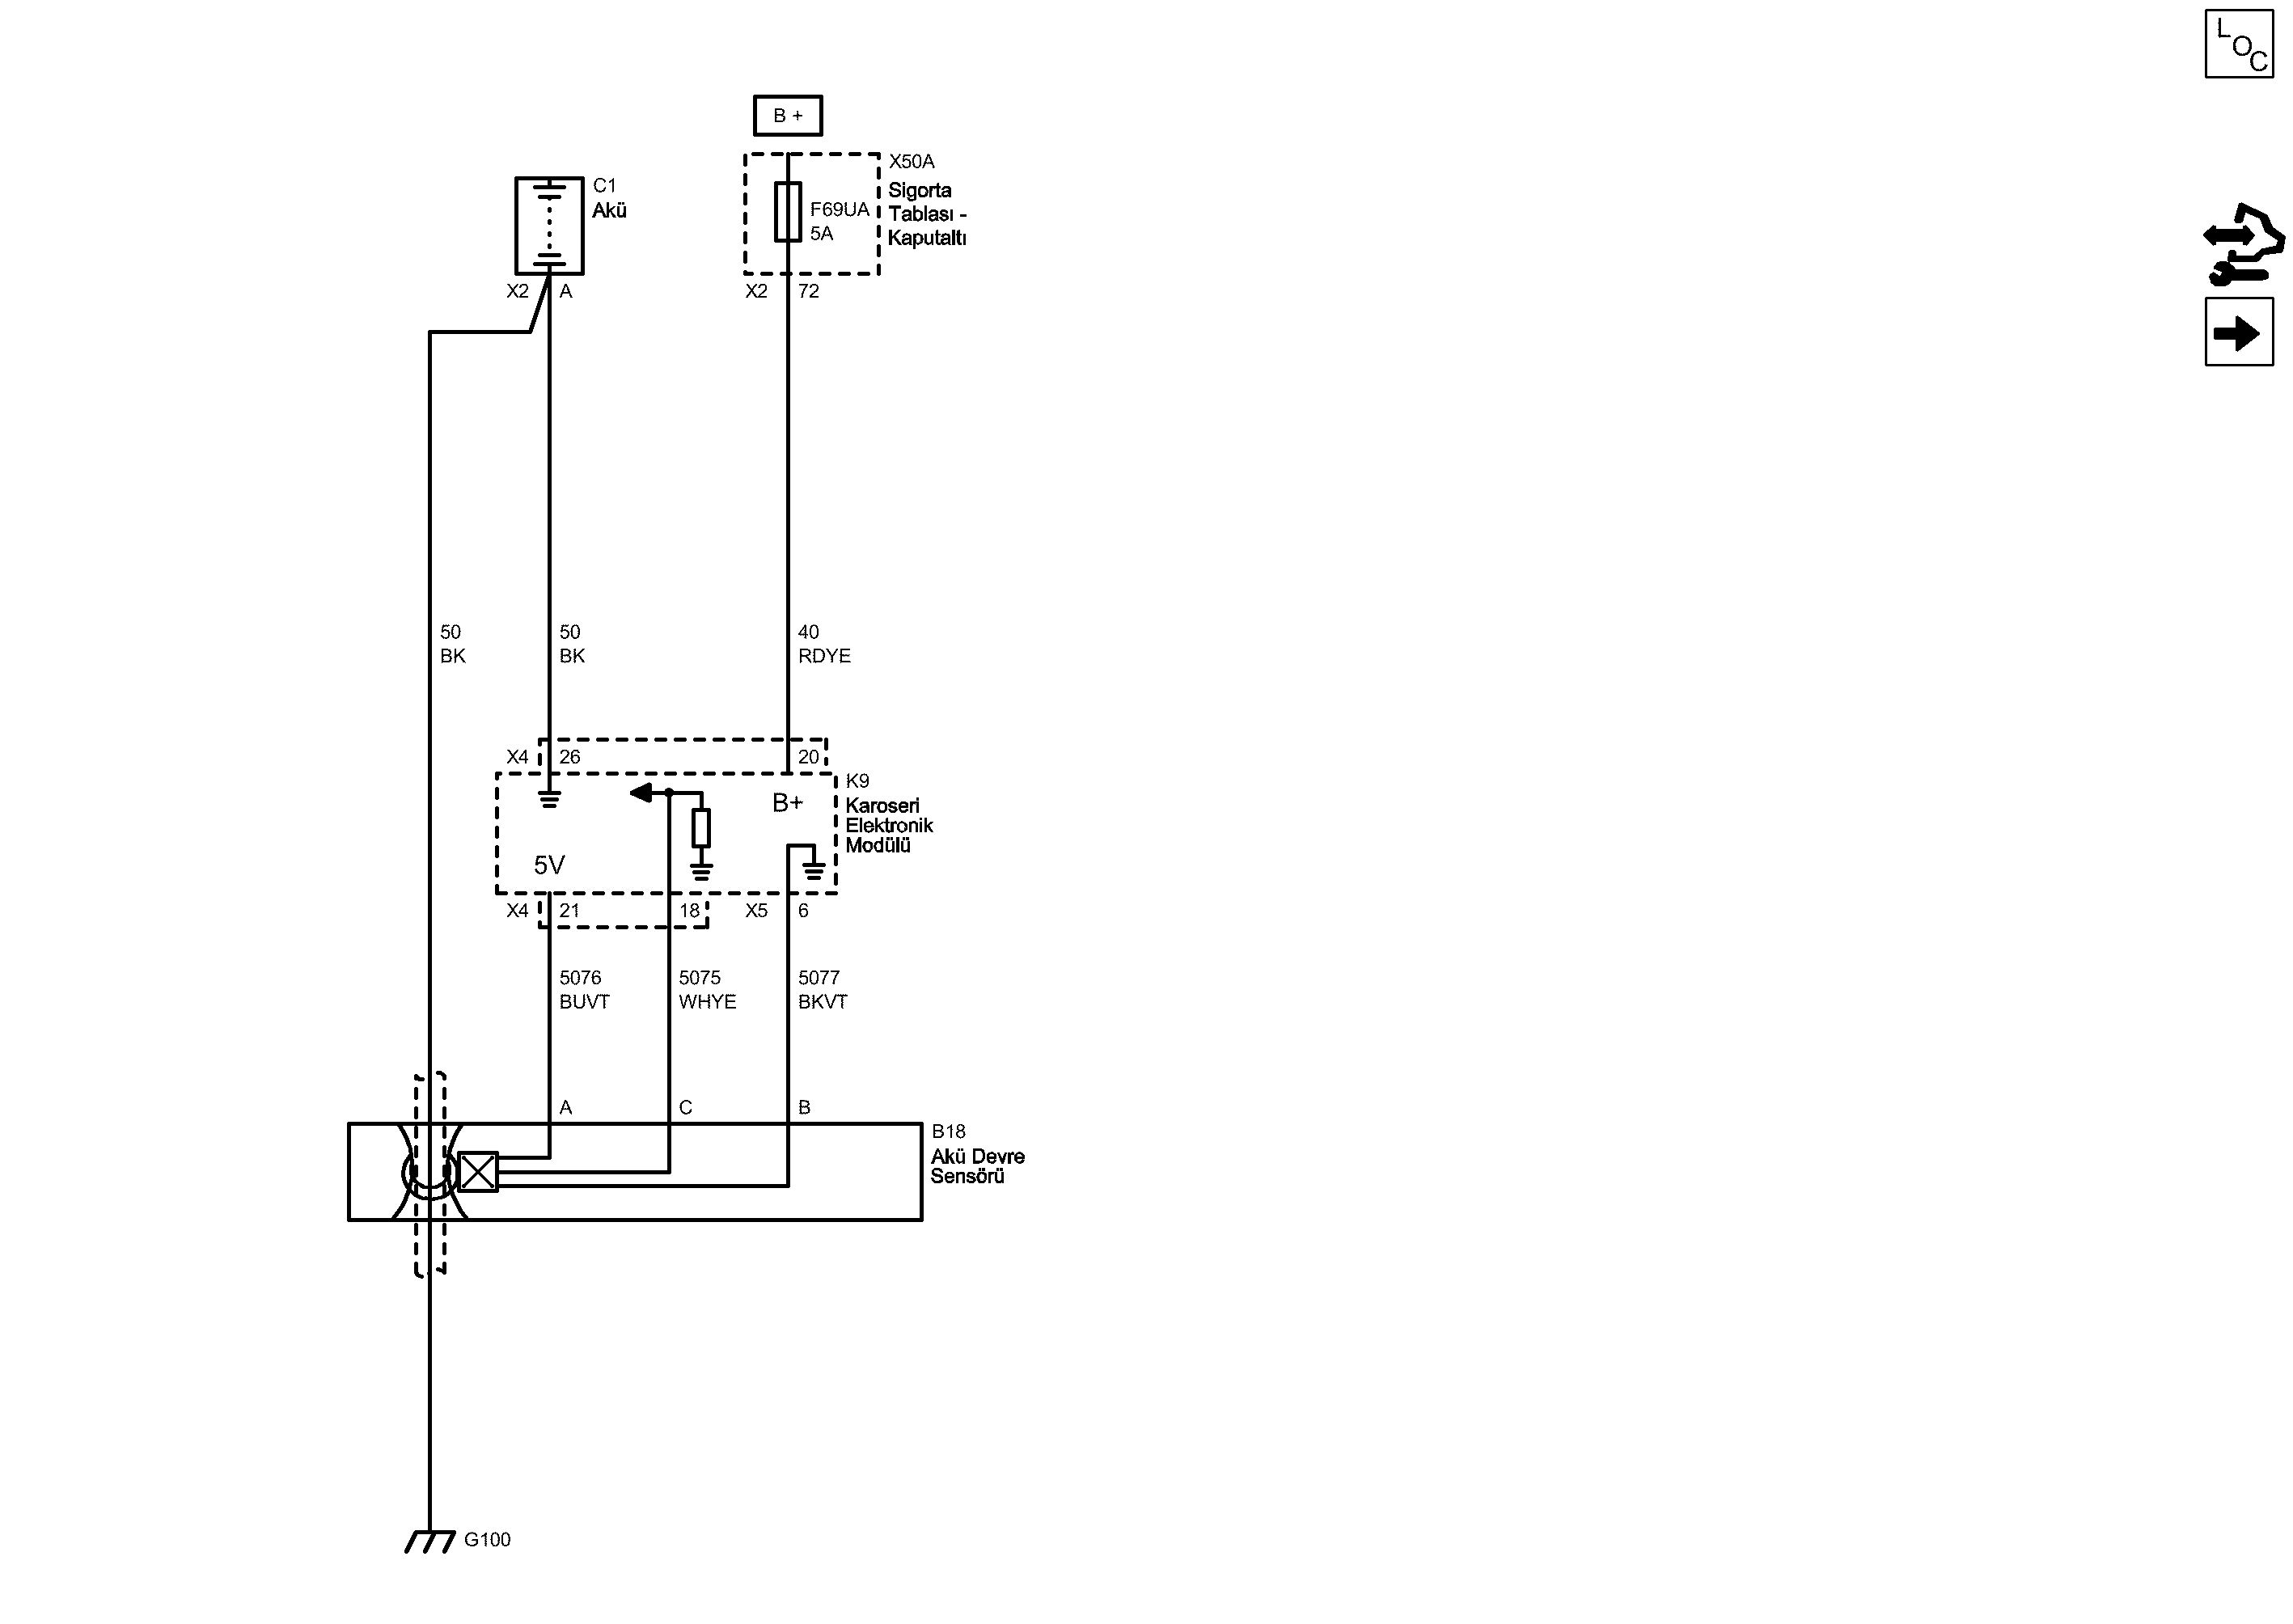 L
O
C
B +
X50A
Sigorta
Tablası -
Kaputaltı
F69UA
5A
C1
Akü
X2 A
X2 72
50
BK
50
BK
40
RDYE
X4 26
20
K9
Karoseri
Elektronik
Modülü
B+
5V
X4 21
18
X5 6
5076
BUVT
5075
WHYE
5077
BKVT
A
C
B
B18
Akü Devre
Sensörü
G100